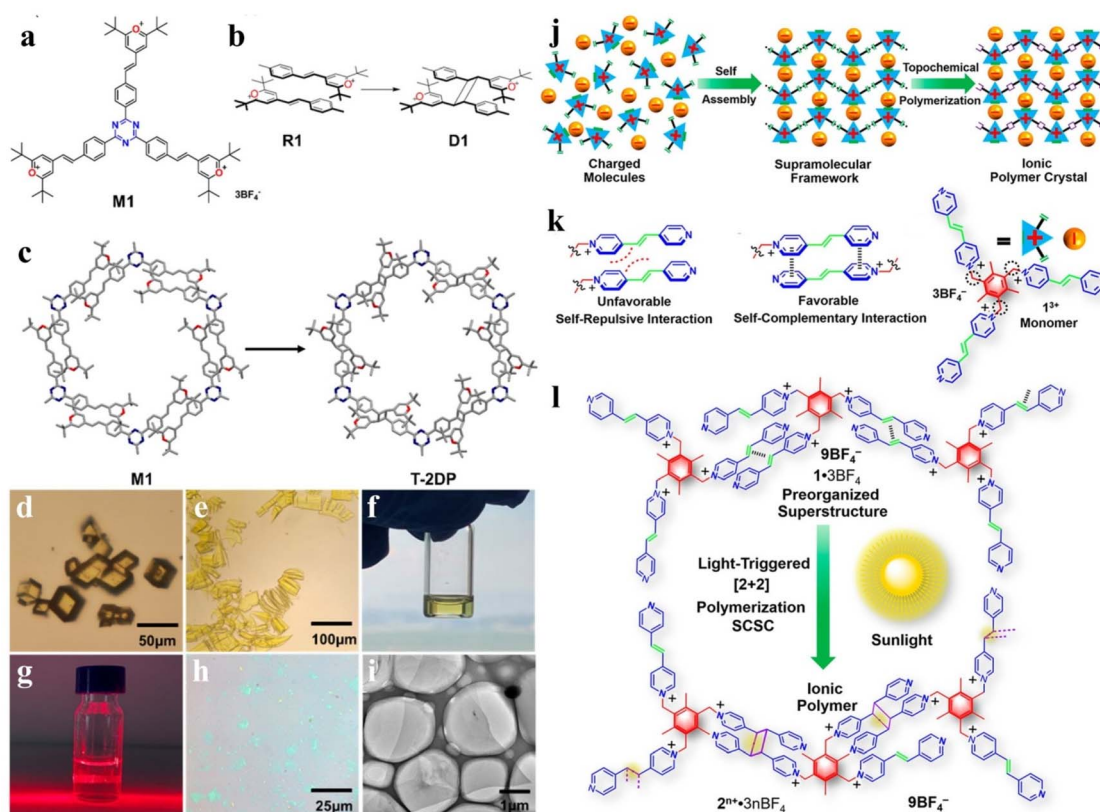 a
O+
N
N
N
O+
O+
M1
3BF4-
b
O+
O+
R1
D1
c
M1
T-2DP
d
50μm
e
100μm
f
g
h
25μm
i
1μm
j
Self
Assembly
Topochemical
Polymerization
Charged
Molecules
Supramolecular
Framework
Ionic
Polymer Crystal
k
N
N+
N
N+
Unfavorable
Self-Repulsive Interaction
N
N+
N
N+
Favorable
Self-Complementary Interaction
N
=
3BF4-
1³⁺
Monomer
l
9BF4-
1•3BF4
Preorganized
Superstructure
Light-Triggered
[2+2]
Polymerization
SCSC
Sunlight
Ionic
Polymer
2ⁿ⁺•3nBF4
9BF4-